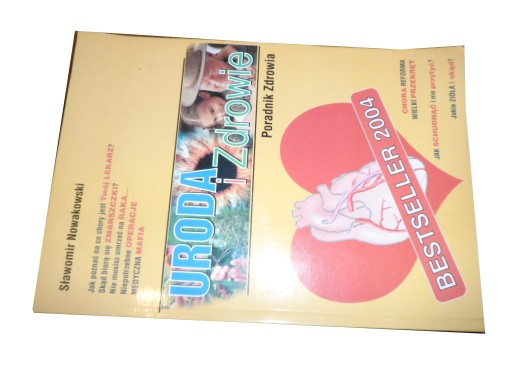 Sławomir Nowakowski
Jak poznać na co chory jest Twój LEKARZ?
Skąd biorą się ZMARSZCZKI?
Nie musisz umrzeć na RAKA...
Niepotrzebne OPERACJE
MEDYCZNA MAFIA
URODA
i Zdrowie
Poradnik Zdrowia
BESTSELLER 2004
CHORA REFORMA
WIELKI PRZEKRĘT
JAK SCHUDNĄĆ i nie przytyć?
Jakie ZIOŁA i skąd?